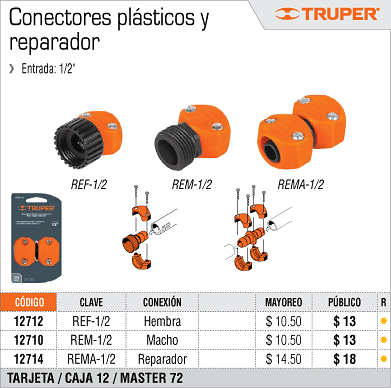 Conectores plásticos y
reparador
TRUPER®
❯ Entrada: 1/2"
REF-1/2 REM-1/2 REMA-1/2
TRUPER
CÓDIGO CLAVE CONEXIÓN MAYOREO PÚBLICO R
12712 REF-1/2 Hembra $ 10.50 $ 13
12710 REM-1/2 Macho $ 10.50 $ 13
12714 REMA-1/2 Reparador $ 14.50 $ 18
TARJETA / CAJA 12 / MASTER 72